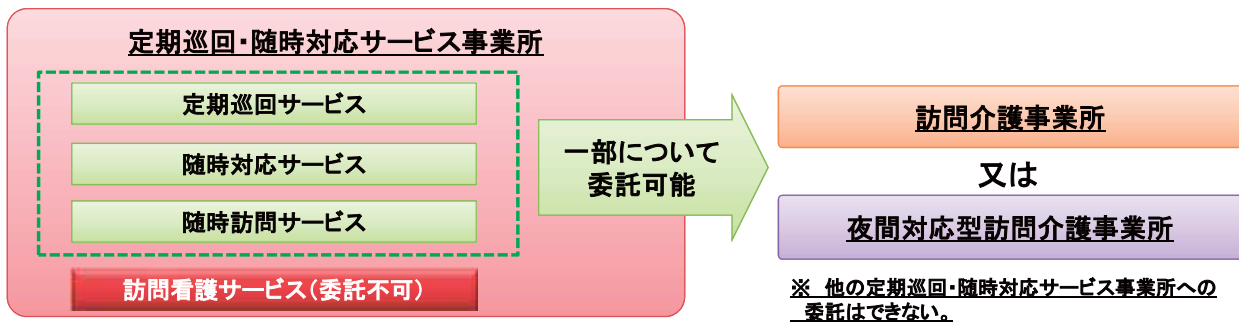 定期巡回・随時対応サービス事業所
定期巡回サービス
随時対応サービス
随時訪問サービス
訪問看護サービス(委託不可)
一部について
委託可能
訪問介護事業所
又は
夜間対応型訪問介護事業所
※ 他の定期巡回・随時対応サービス事業所への
委託はできない。